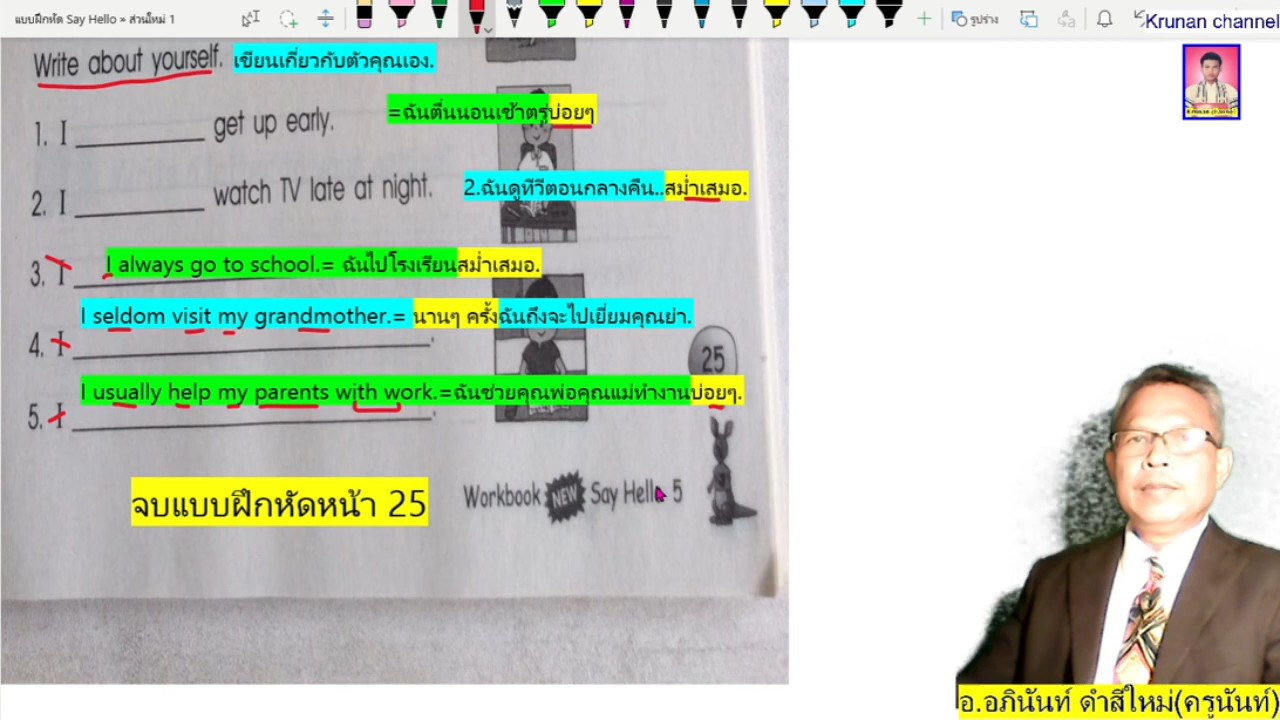 แบบฝึกหัด Say Hello » ส่วนใหม่ 1
รูปร่าง
Krunan channel
Write about yourself. เขียนเกี่ยวกับตัวคุณเอง.
=ฉันตื่นนอนเช้าตรู่บ่อยๆ
1. I ________ get up early.
2. I ________ watch TV late at night. 2.ฉันดูทีวีตอนกลางคืน..สม่ำเสมอ.
3. I I always go to school.= ฉันไปโรงเรียนสม่ำเสมอ.
I seldom visit my grandmother.= นานๆ ครั้งฉันถึงจะไปเยี่ยมคุณย่า.
4. I ________.
25
I usually help my parents with work.=ฉันช่วยคุณพ่อคุณแม่ทำงานบ่อยๆ.
5. I ________.
จบแบบฝึกหัดหน้า 25
Workbook NEW Say Hello 5
อ.อภินันท์ ดำสีใหม่(ครูนันท์)